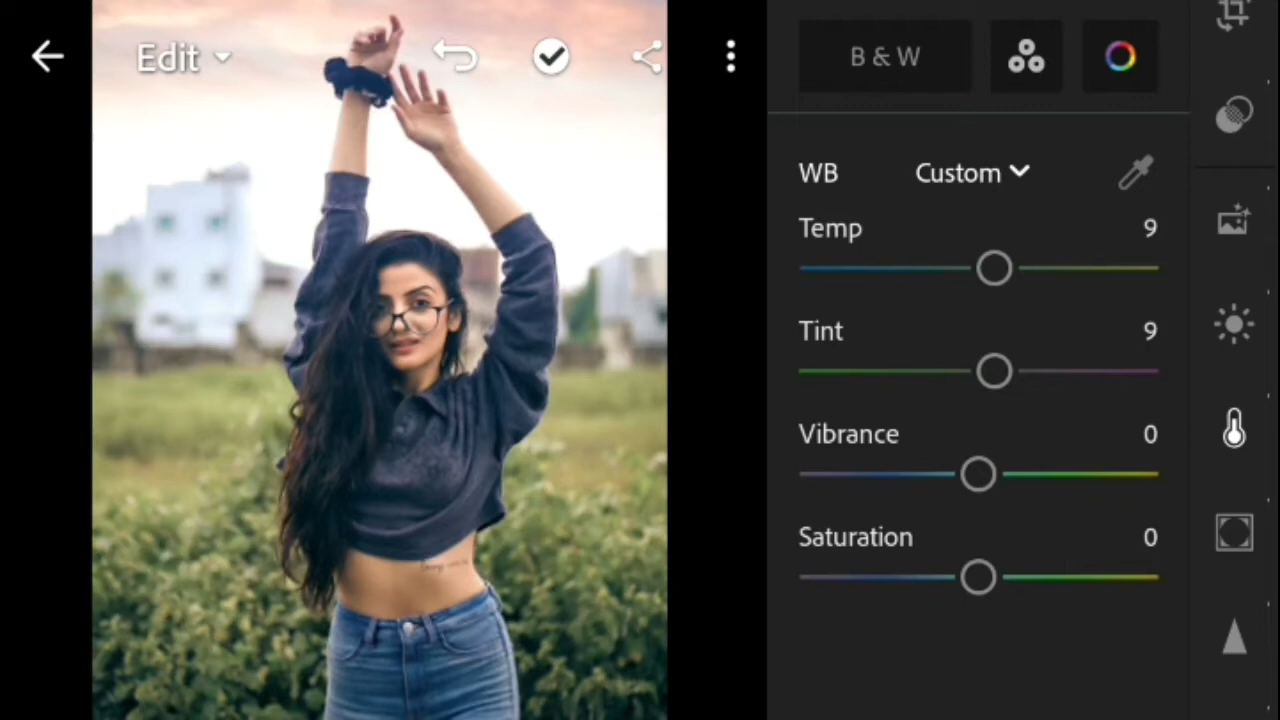 Edit
B & W
WB Custom
Temp 9
Tint 9
Vibrance 0
Saturation 0